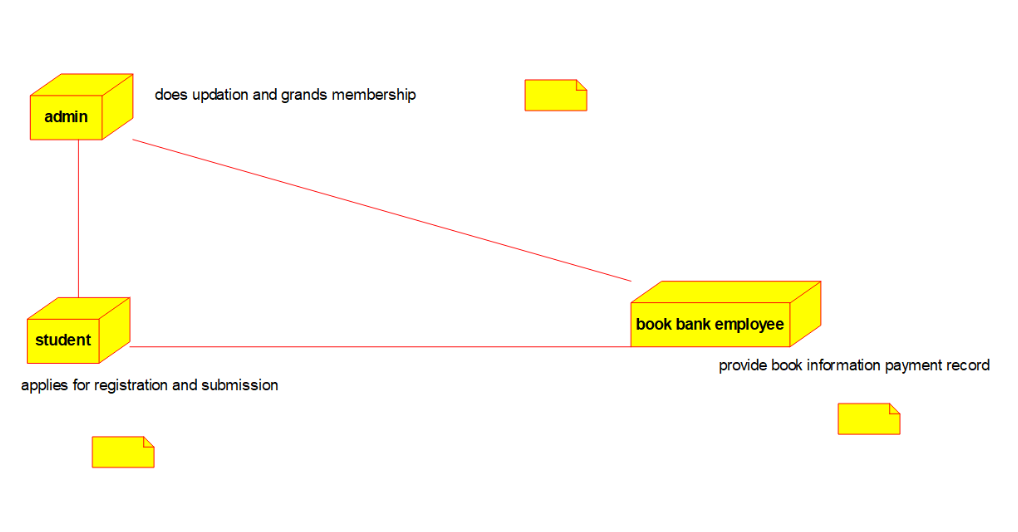 does updation and grands membership
admin
book bank employee
student
provide book information payment record
applies for registration and submission